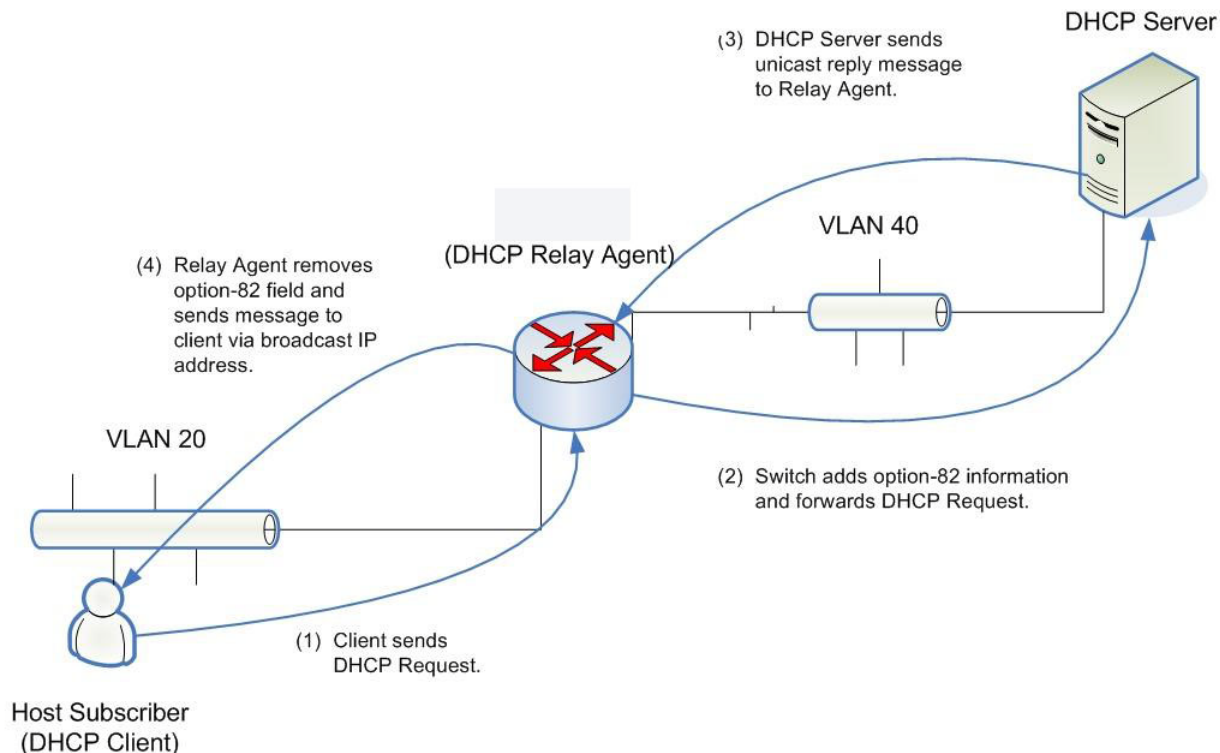 DHCP Server
(3) DHCP Server sends
unicast reply message
to Relay Agent.
VLAN 40
(DHCP Relay Agent)
(4) Relay Agent removes
option-82 field and
sends message to
client via broadcast IP
address.
VLAN 20
(2) Switch adds option-82 information
and forwards DHCP Request.
(1) Client sends
DHCP Request.
Host Subscriber
(DHCP Client)